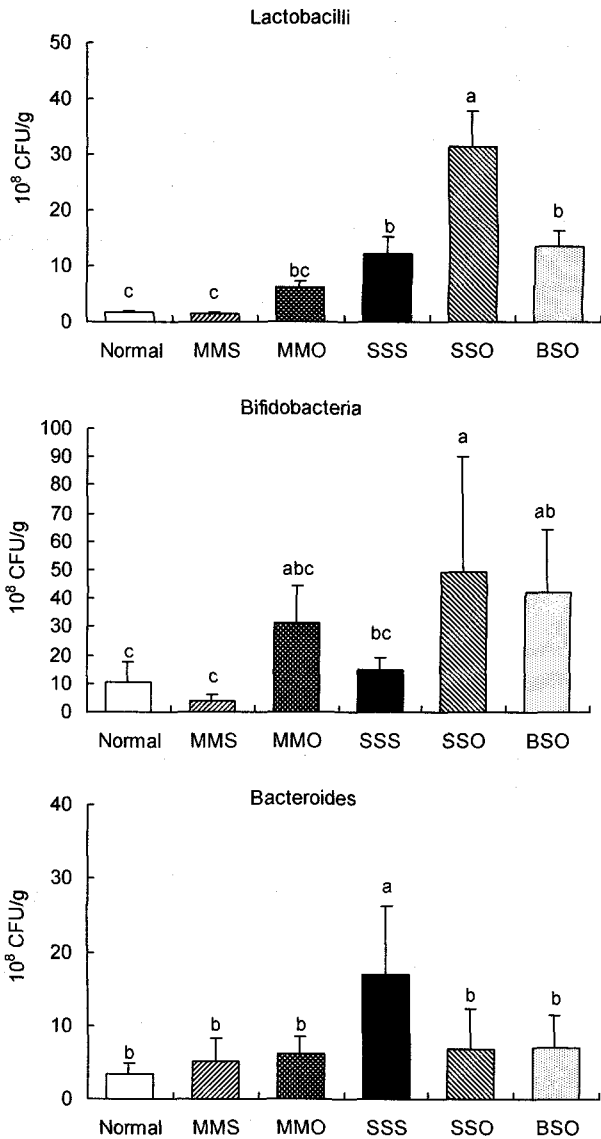 Lactobacilli
50
40
30
20
10
0
10⁸ CFU/g
c
c
bc
b
a
b
Normal MMS MMO SSS SSO BSO
Bifidobacteria
100
90
80
70
60
50
40
30
20
10
0
10⁸ CFU/g
c
c
abc
bc
a
ab
Normal MMS MMO SSS SSO BSO
Bacteroides
40
30
20
10
0
10⁸ CFU/g
b
b
b
a
b
b
Normal MMS MMO SSS SSO BSO